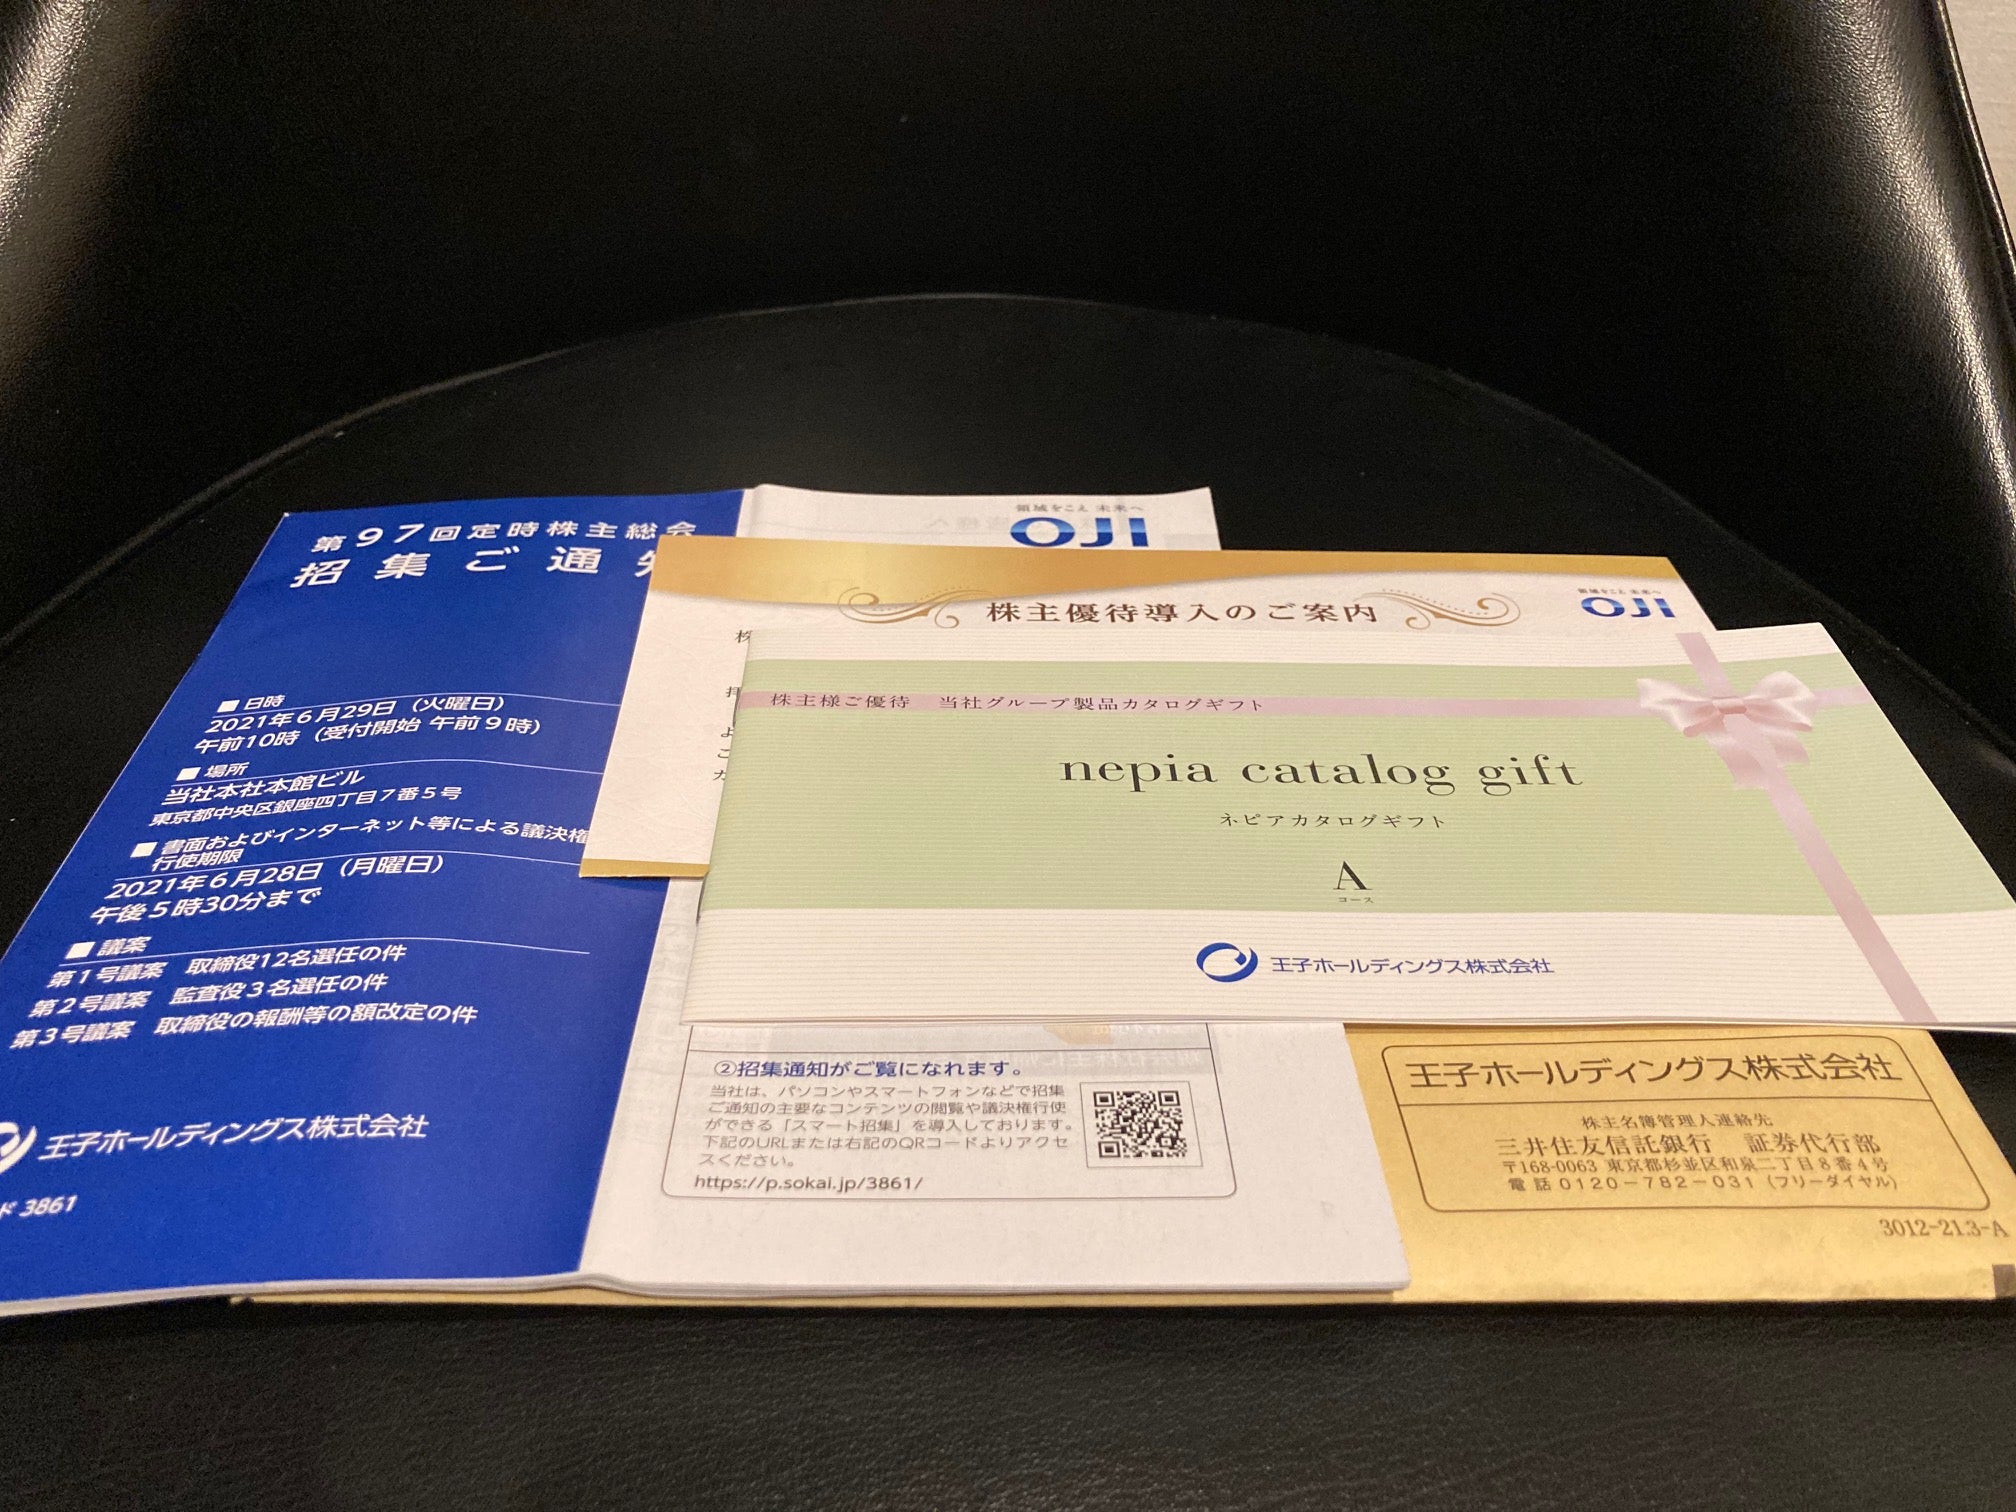 第97回定時株主総会
招集ご通
■ 日時
2021年6月29日（火曜日）
午前10時（受付開始 午前9時）
■ 場所
当社本社本館ビル
東京都中央区銀座四丁目7番5号
■ 書面およびインターネット等による議決権
行使期限
2021年6月28日（月曜日）
午後5時30分まで
■ 議案
第1号議案 取締役12名選任の件
第2号議案 監査役3名選任の件
第3号議案 取締役の報酬等の額改定の件
王子ホールディングス株式会社
ド 3861
領域をこえ 未来へ
OJI
株主優待導入のご案内
領域をこえ 未来へ
OJI
株主様ご優待 当社グループ製品カタログギフト
nepia catalog gift
ネピアカタログギフト
A
コース
王子ホールディングス株式会社
②招集通知がご覧になれます。
当社は、パソコンやスマートフォンなどで招集
ご通知の主要なコンテンツの閲覧や議決権行使
ができる「スマート招集」を導入しております。
下記のURLまたは右記のQRコードよりアクセ
スください。
https://p.sokai.jp/3861/
王子ホールディングス株式会社
株主名簿管理人連絡先
三井住友信託銀行 証券代行部
〒168-0063 東京都杉並区和泉二丁目8番4号
電話 0120-782-031（フリーダイヤル）
3012-21.3-A